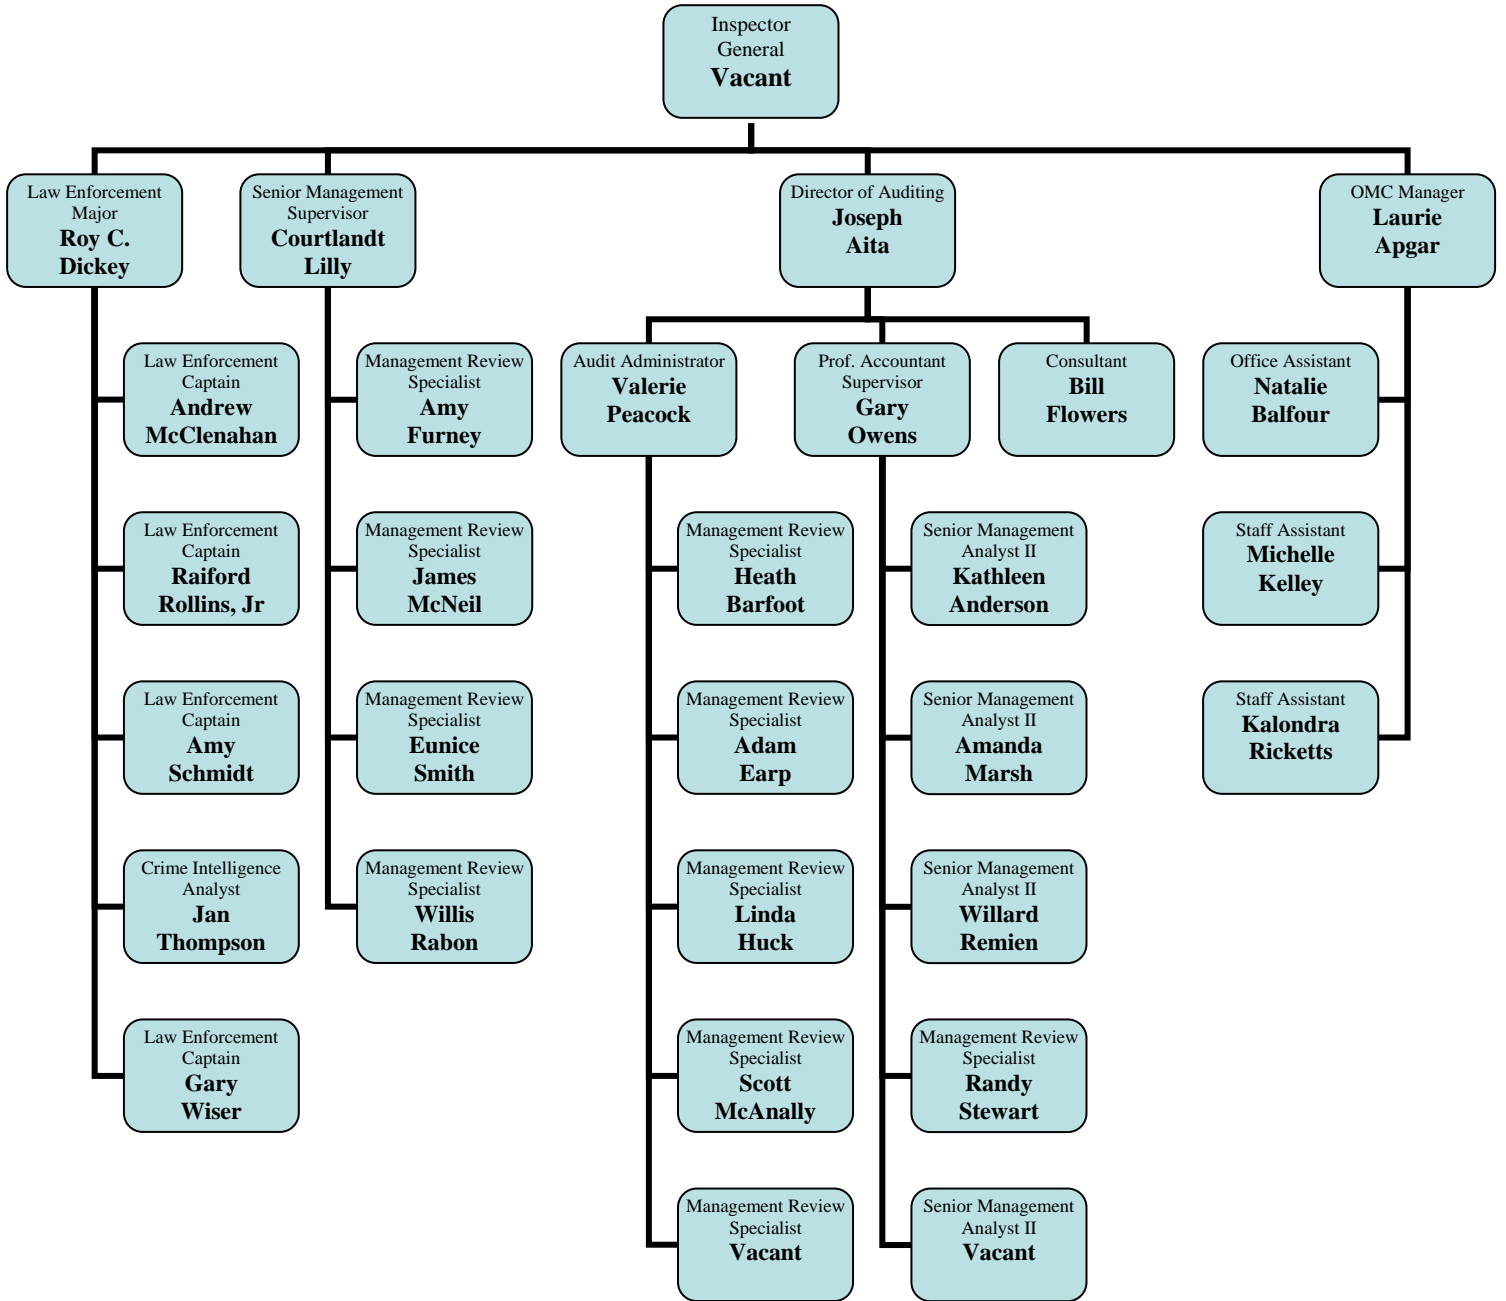 Inspector
General
Vacant
Law Enforcement
Major
Roy C.
Dickey
Senior Management
Supervisor
Courtlandt
Lilly
Director of Auditing
Joseph
Aita
OMC Manager
Laurie
Apgar
Law Enforcement
Captain
Andrew
McClenahan
Management Review
Specialist
Amy
Furney
Audit Administrator
Valerie
Peacock
Prof. Accountant
Supervisor
Gary
Owens
Consultant
Bill
Flowers
Office Assistant
Natalie
Balfour
Law Enforcement
Captain
Raiford
Rollins, Jr
Management Review
Specialist
James
McNeil
Management Review
Specialist
Heath
Barfoot
Senior Management
Analyst II
Kathleen
Anderson
Staff Assistant
Michelle
Kelley
Law Enforcement
Captain
Amy
Schmidt
Management Review
Specialist
Eunice
Smith
Management Review
Specialist
Adam
Earp
Senior Management
Analyst II
Amanda
Marsh
Staff Assistant
Kalondra
Ricketts
Crime Intelligence
Analyst
Jan
Thompson
Management Review
Specialist
Willis
Rabon
Management Review
Specialist
Linda
Huck
Senior Management
Analyst II
Willard
Remien
Law Enforcement
Captain
Gary
Wiser
Management Review
Specialist
Scott
McAnally
Management Review
Specialist
Randy
Stewart
Management Review
Specialist
Vacant
Senior Management
Analyst II
Vacant